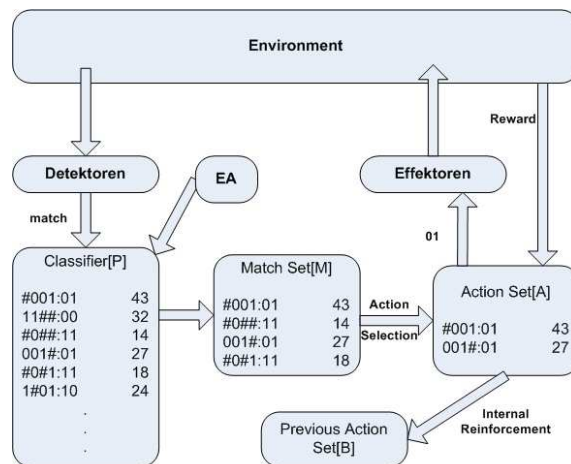 Environment
Reward
Detektoren
EA
Effektoren
match
01
Classifier[P]
#001:01 43
11##:00 32
#0##:11 14
001#:01 27
#0#1:11 18
1#01:10 24
.
.
.
Match Set[M]
#001:01 43
#0##:11 14
001#:01 27
#0#1:11 18
Action
Selection
Action Set[A]
#001:01 43
001#:01 27
Internal
Reinforcement
Previous Action
Set[B]